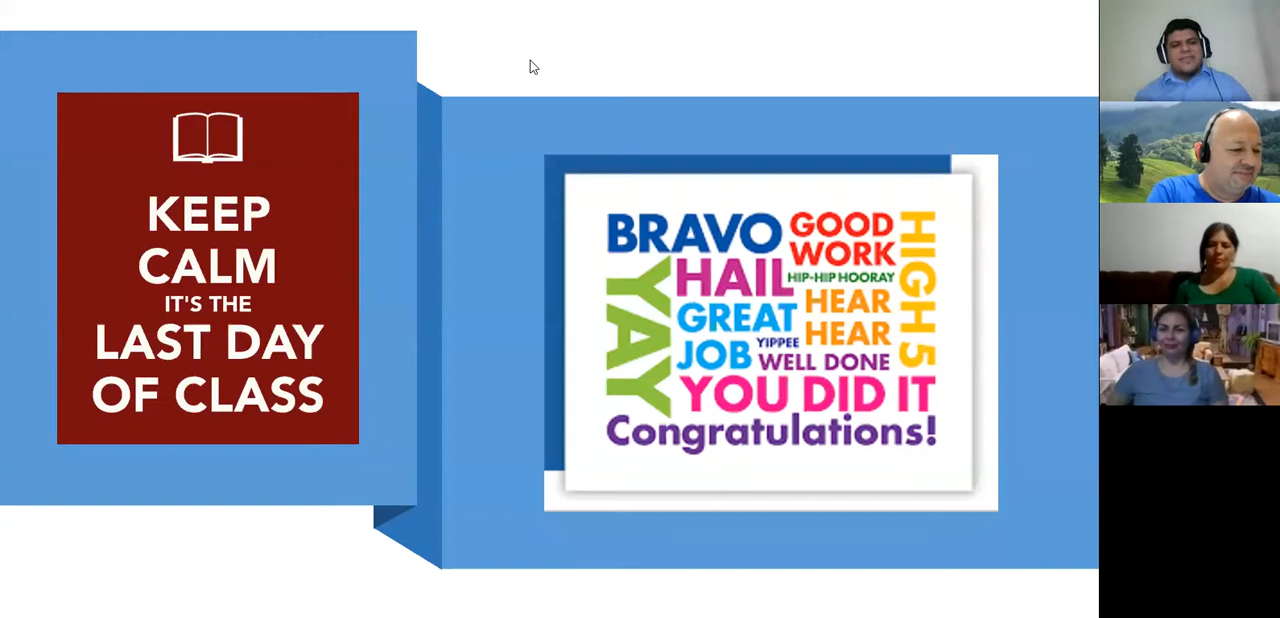 KEEP
CALM
IT'S THE
LAST DAY
OF CLASS
BRAVO
GOOD
WORK
HIGH 5
YAY
HAIL
HIP-HIP HOORAY
GREAT
JOB
YIPPEE
HEAR
HEAR
WELL DONE
YOU DID IT
Congratulations!